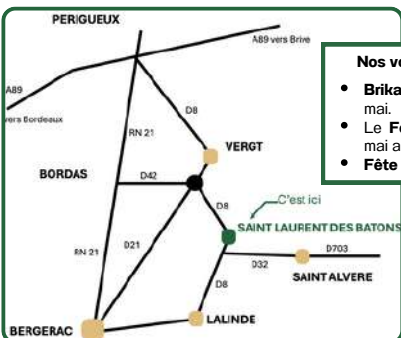 PERIGUEUX
A89 vers Brive
A89
vers Bordeaux
D8
RN 21
VERGT
BORDAS
D42
C'est ici
D8
SAINT LAURENT DES BATONS
D21
RN 21
D703
D32
SAINT ALVERE
D8
LALINDE
BERGERAC
Nos
• Brika
mai.
• Le
mai a
• Fête